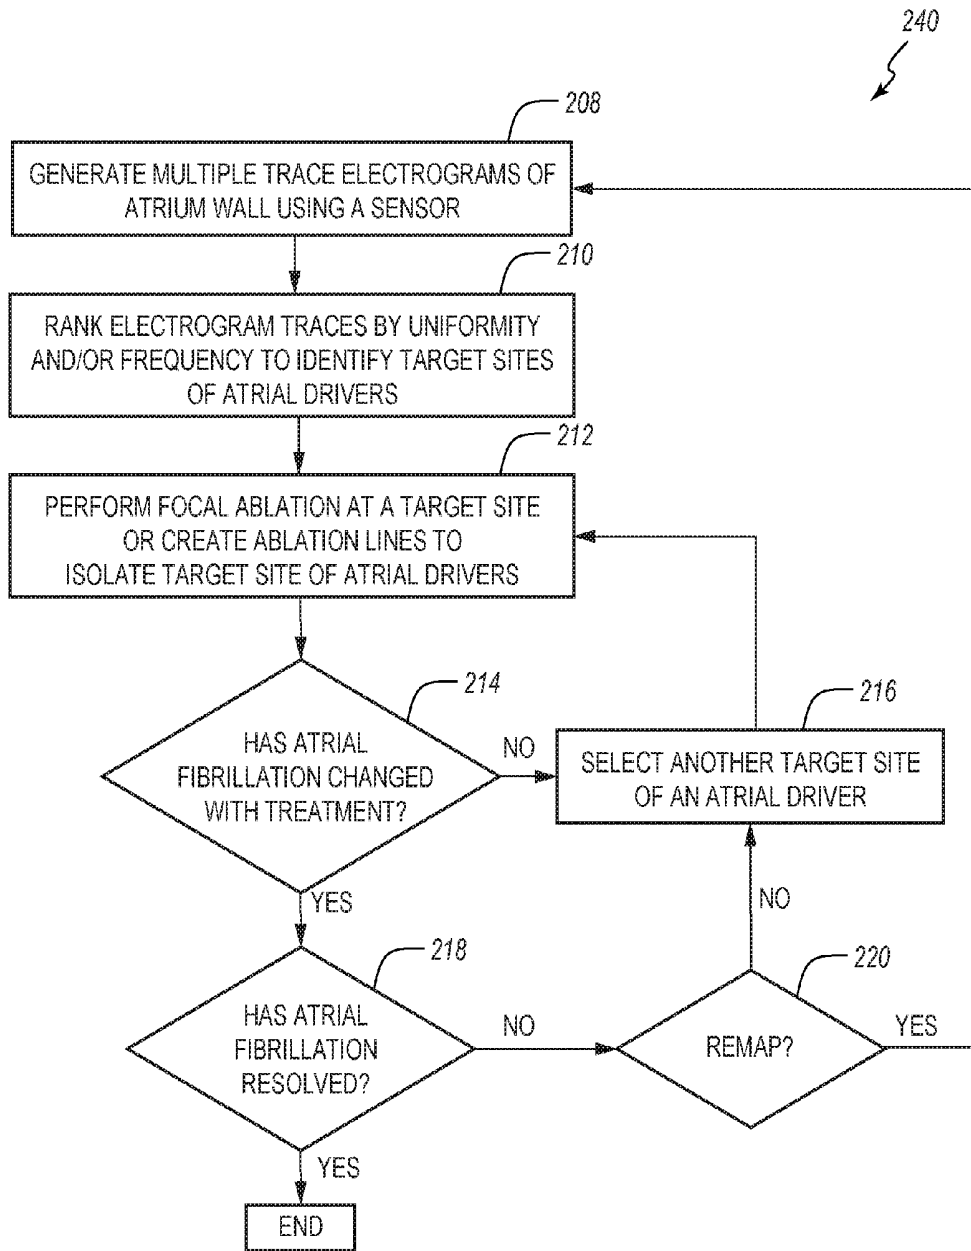 240
208
GENERATE MULTIPLE TRACE ELECTROGRAMS OF
ATRIUM WALL USING A SENSOR
210
RANK ELECTROGRAM TRACES BY UNIFORMITY
AND/OR FREQUENCY TO IDENTIFY TARGET SITES
OF ATRIAL DRIVERS
212
PERFORM FOCAL ABLATION AT A TARGET SITE
OR CREATE ABLATION LINES TO
ISOLATE TARGET SITE OF ATRIAL DRIVERS
214
HAS ATRIAL
FIBRILLATION CHANGED
WITH TREATMENT?
NO
216
SELECT ANOTHER TARGET SITE
OF AN ATRIAL DRIVER
YES
NO
218
HAS ATRIAL
FIBRILLATION
RESOLVED?
NO
220
REMAP?
YES
YES
END